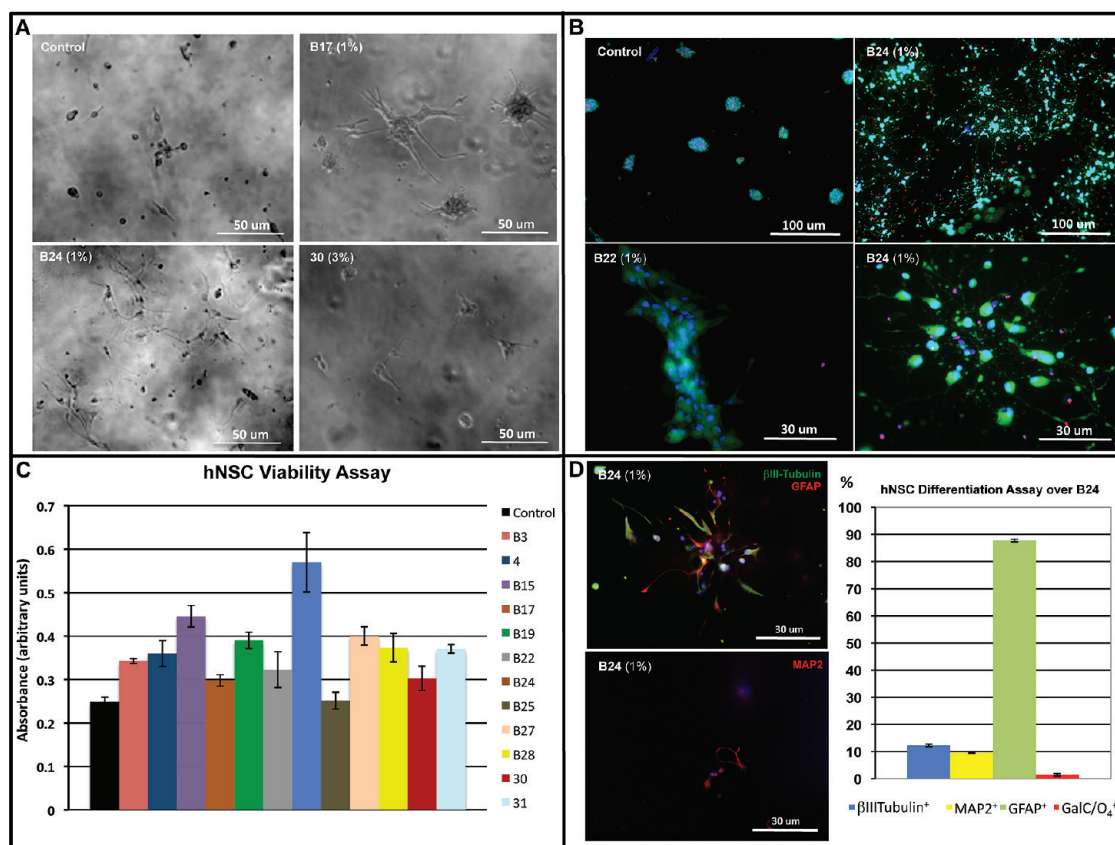 A
Control
B17 (1%)
50 um
50 um
B24 (1%)
30 (3%)
50 um
50 um
B
Control
B24 (1%)
100 um
100 um
B22 (1%)
B24 (1%)
30 um
30 um
C
hNSC Viability Assay
Absorbance (arbitrary units)
0.7
0.6
0.5
0.4
0.3
0.2
0.1
0
Control
B3
4
B15
B17
B19
B22
B24
B25
B27
B28
30
31
D
B24 (1%)
βIII-Tubulin
GFAP
30 um
B24 (1%)
MAP2
30 um
%
hNSC Differentiation Assay over B24
100
90
80
70
60
50
40
30
20
10
0
βIIITubulin⁺ MAP2⁺ GFAP⁺ GalC/O₄⁺